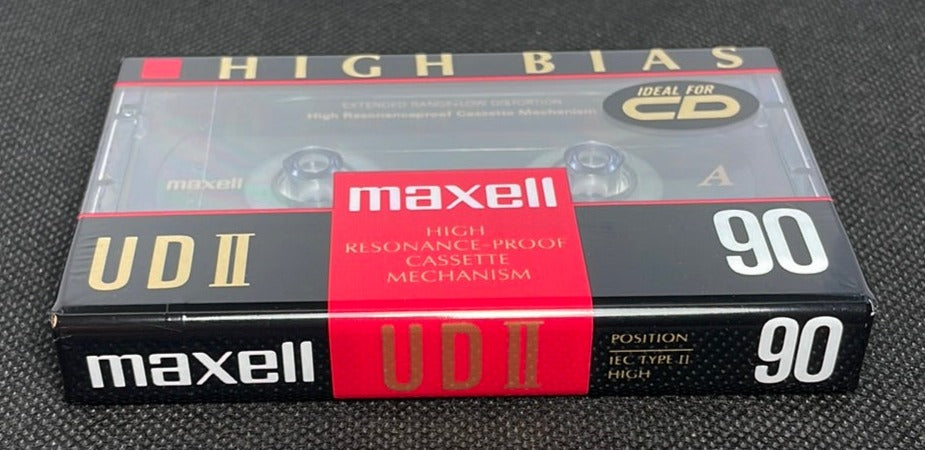 HIGH BIAS
IDEAL FOR
CD
EXTENDED RANGE • LOW DISTORTION
High Resonanceproof Cassette Mechanism
maxell
A
maxell
HIGH
RESONANCE-PROOF
CASSETTE
MECHANISM
UD II
90
maxell
UD II
POSITION
IEC TYPE II
HIGH
90